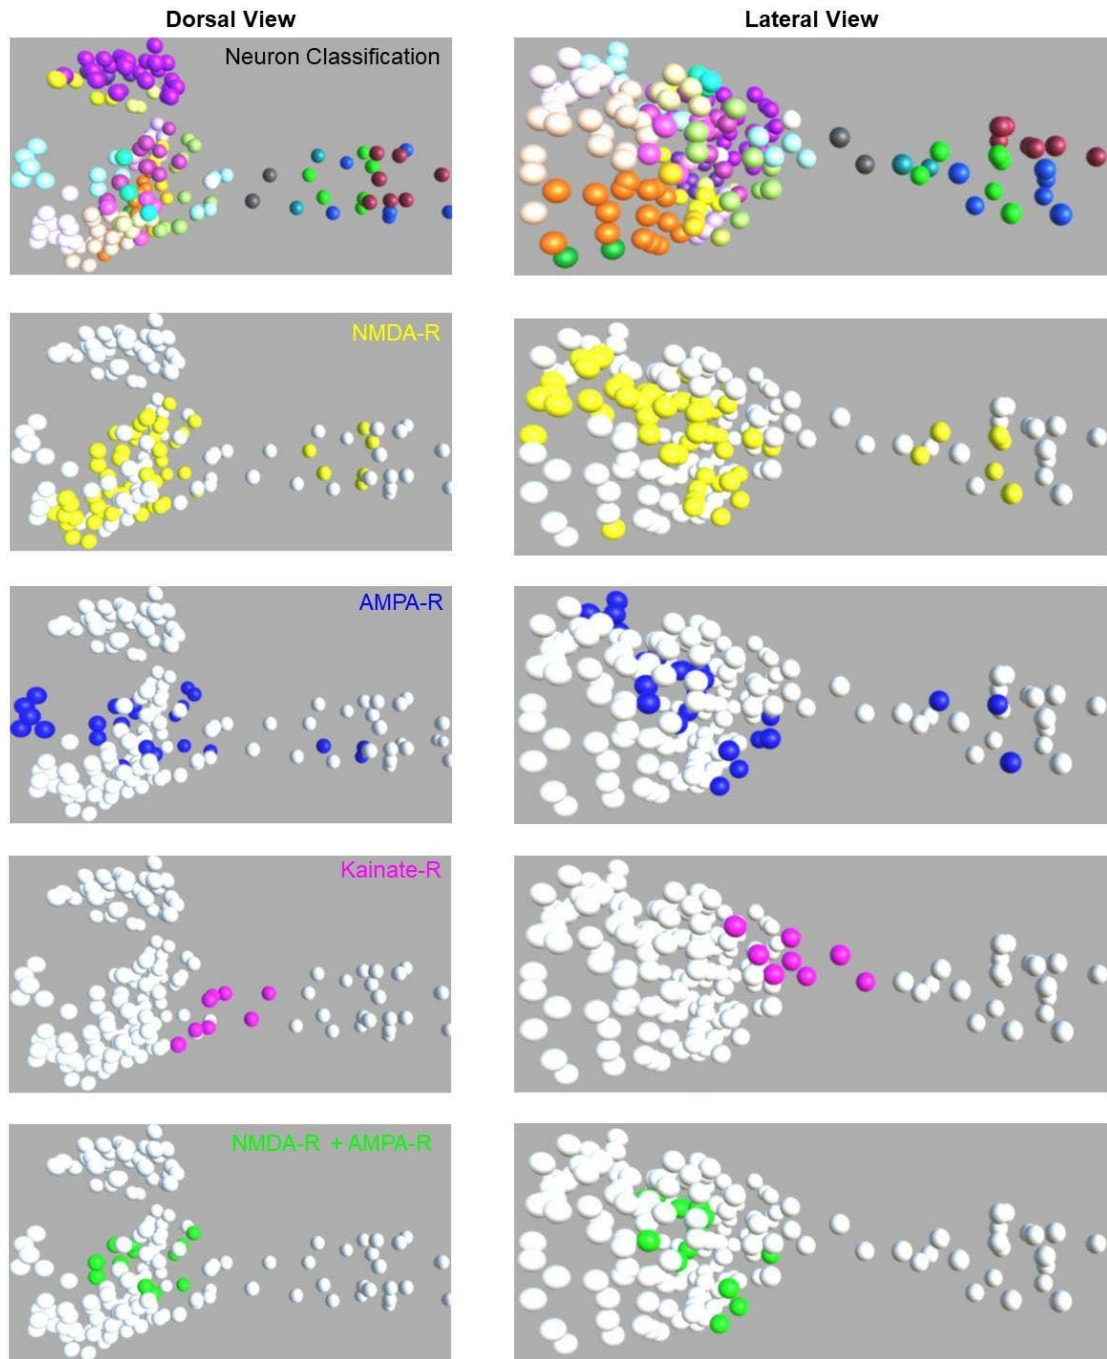 Dorsal View
Lateral View
Neuron Classification
NMDA-R
AMPA-R
Kainate-R
NMDA-R + AMPA-R